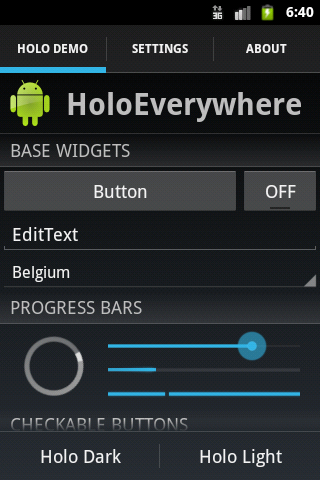 3G 6:40
HOLO DEMO SETTINGS ABOUT
HoloEverywhere
BASE WIDGETS
Button OFF
EditText
Belgium
PROGRESS BARS
CHECKABLE BUTTONS
Holo Dark Holo Light